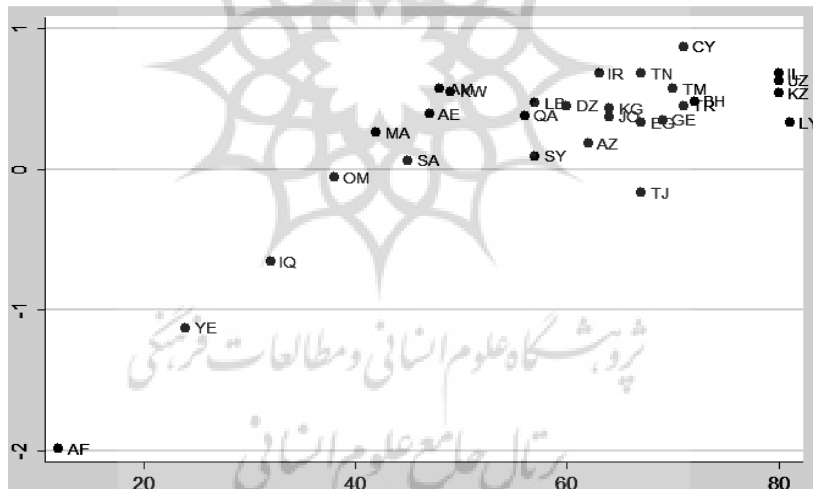 1
CY
IR TN TM IL
UZ
KZ
AM KW LB DZ KG TR BH
AE QA JO EG GE LY
MA
SA SY AZ
0
OM TJ
IQ
-1
YE
پژوهشگاه علوم انسانی و مطالعات فرهنگی
پرتال جامع علوم انسانی
-2
AF
20 40 60 80